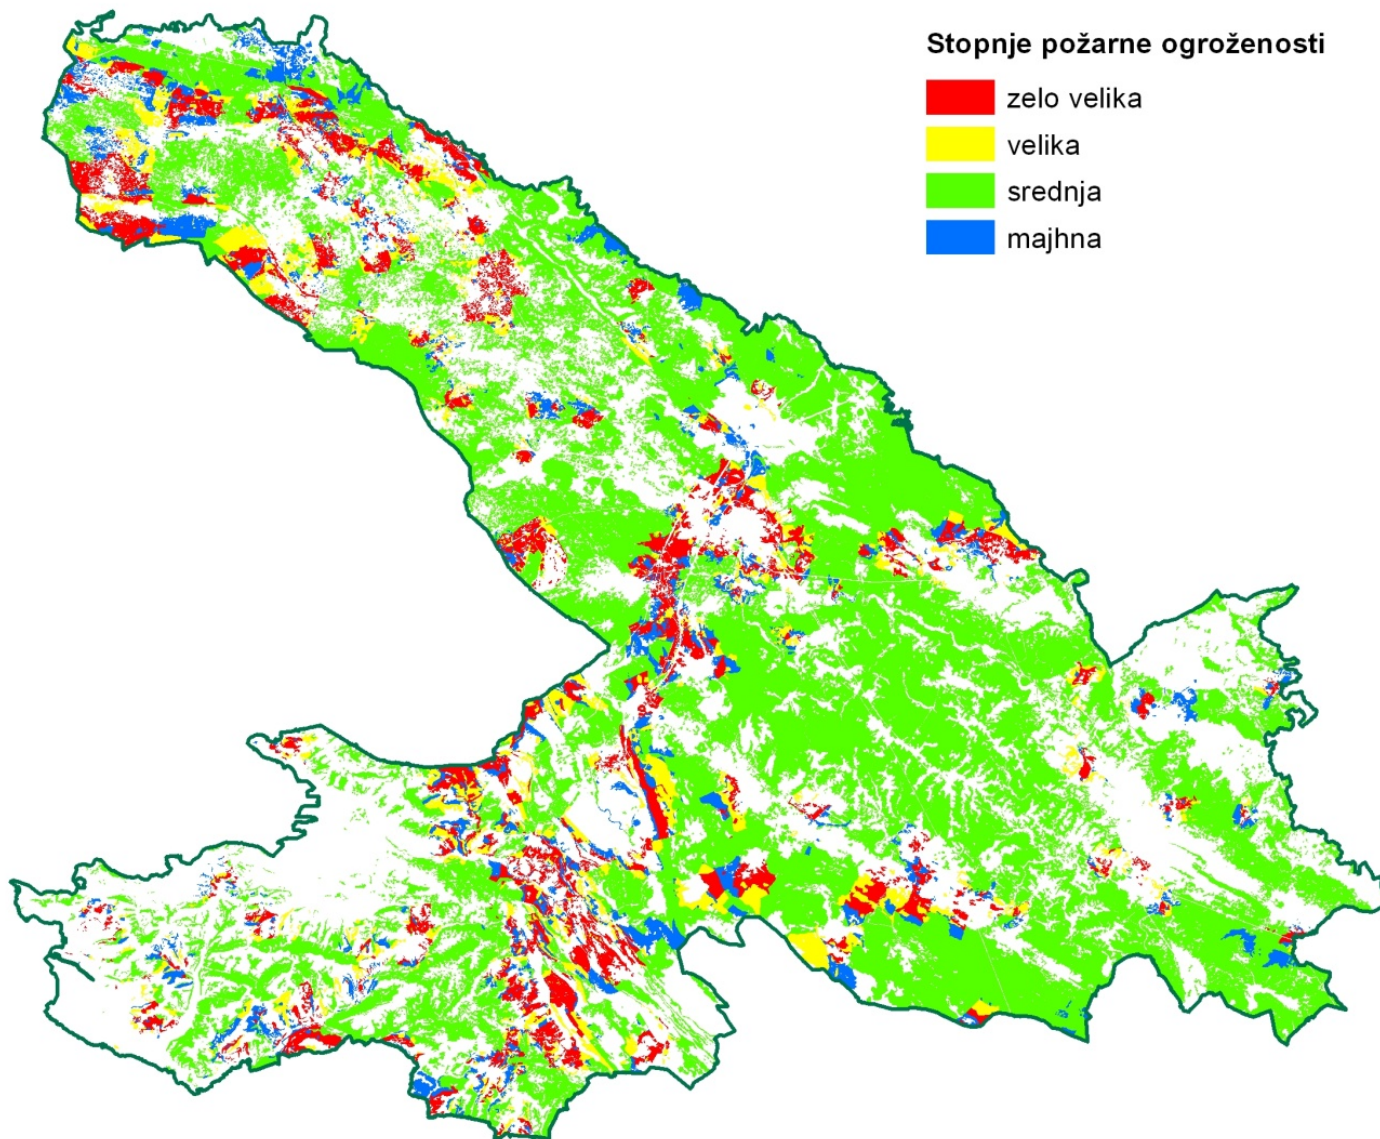 Stopnje požarne ogroženosti
zelo velika
velika
srednja
majhna